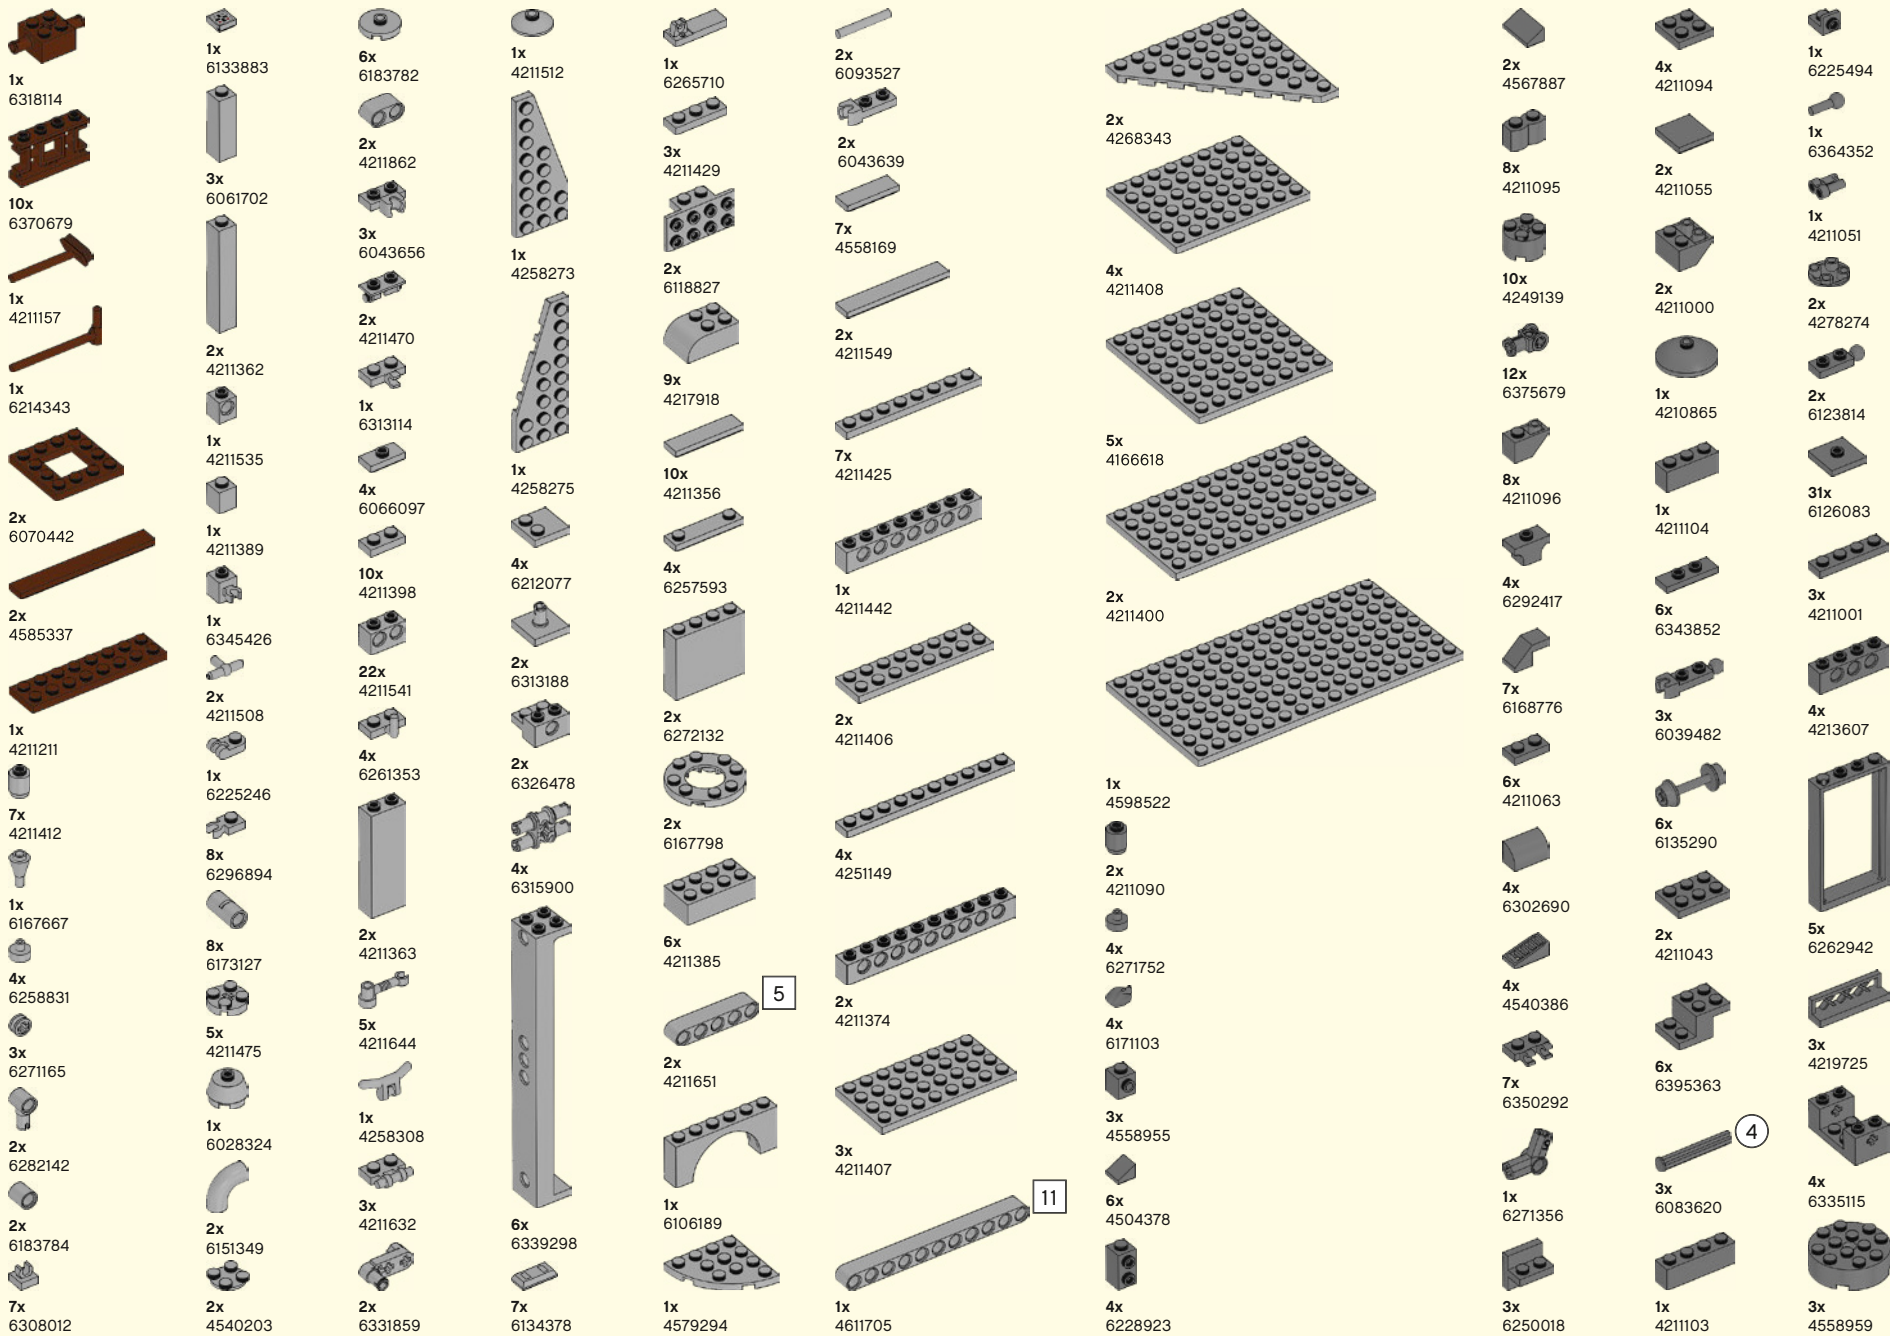 1x
6318114
10x
6370679
1x
4211157
1x
6214343
2x
6070442
2x
4585337
1x
4211211
7x
4211412
1x
6167667
4x
6258831
3x
6271165
2x
6282142
2x
6183784
7x
6308012
1x
6133883
3x
6061702
2x
4211362
1x
4211535
1x
4211389
1x
6345426
2x
4211508
1x
6225246
8x
6296894
8x
6173127
5x
4211475
1x
6028324
2x
6151349
2x
4540203
6x
6183782
2x
4211862
3x
6043656
2x
4211470
1x
6313114
4x
6066097
10x
4211398
22x
4211541
4x
6261353
2x
4211363
5x
4211644
1x
4258308
3x
4211632
2x
6331859
1x
4211512
1x
4258273
1x
4258275
4x
6212077
2x
6313188
2x
6326478
4x
6315900
6x
6339298
7x
6134378
1x
6265710
3x
4211429
2x
6118827
9x
4217918
10x
4211356
4x
6257593
2x
6272132
2x
6167798
6x
4211385
5
2x
4211651
1x
6106189
1x
4579294
2x
6093527
2x
6043639
7x
4558169
2x
4211549
7x
4211425
1x
4211442
2x
4211406
4x
4251149
2x
4211374
3x
4211407
11
1x
4611705
2x
4268343
4x
4211408
5x
4166618
2x
4211400
1x
4598522
2x
4211090
4x
6271752
4x
6171103
3x
4558955
6x
4504378
4x
6228923
2x
4567887
8x
4211095
10x
4249139
12x
6375679
8x
4211096
4x
6292417
7x
6168776
6x
4211063
4x
6302690
4x
4540386
7x
6350292
1x
6271356
3x
6250018
4x
4211094
2x
4211055
2x
4211000
1x
4210865
1x
4211104
6x
6343852
3x
6039482
6x
6135290
2x
4211043
6x
6395363
4
3x
6083620
1x
4211103
1x
6225494
1x
6364352
1x
4211051
2x
4278274
2x
6123814
31x
6126083
3x
4211001
4x
4213607
5x
6262942
3x
4219725
4x
6335115
3x
4558959